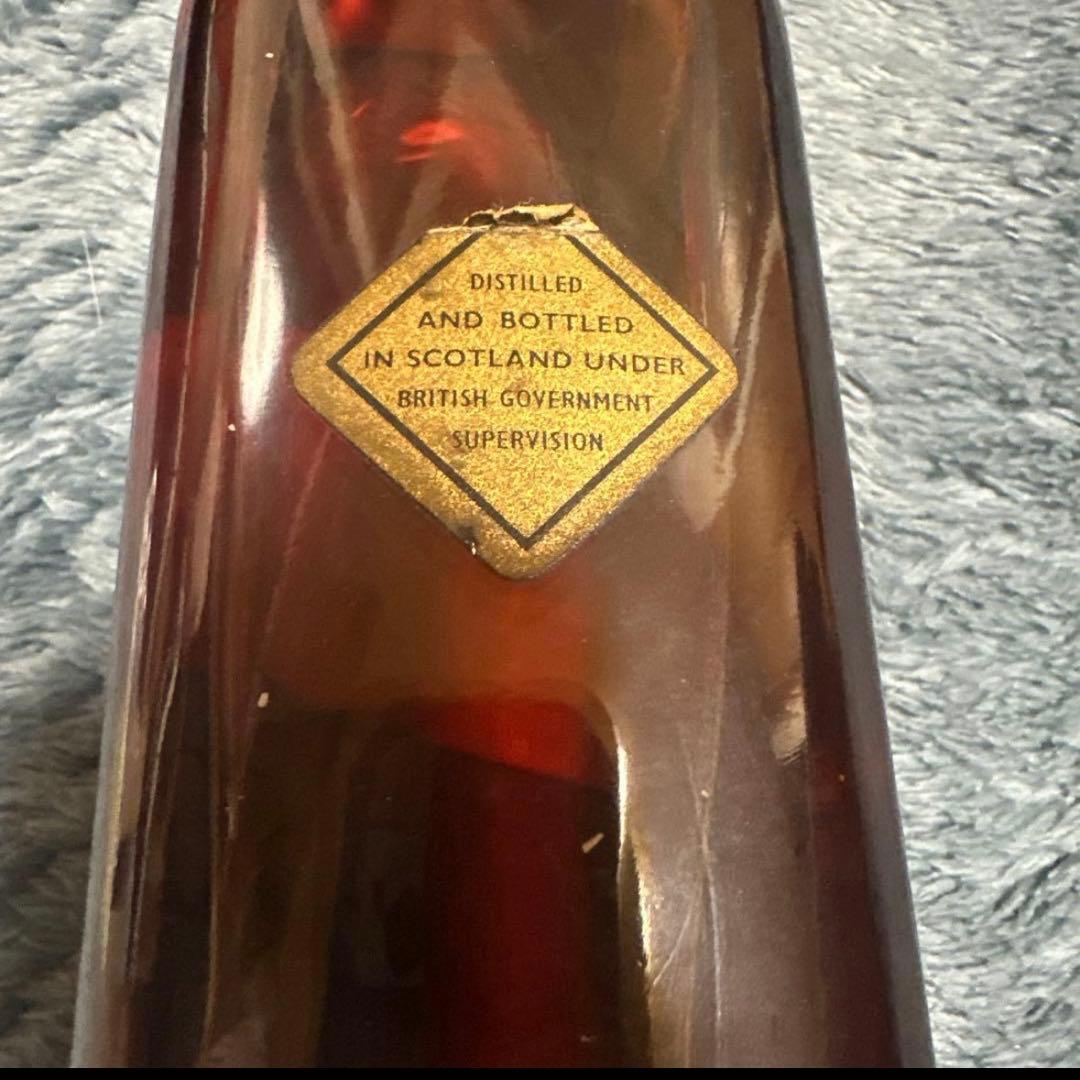 DISTILLED
AND BOTTLED
IN SCOTLAND UNDER
BRITISH GOVERNMENT
SUPERVISION